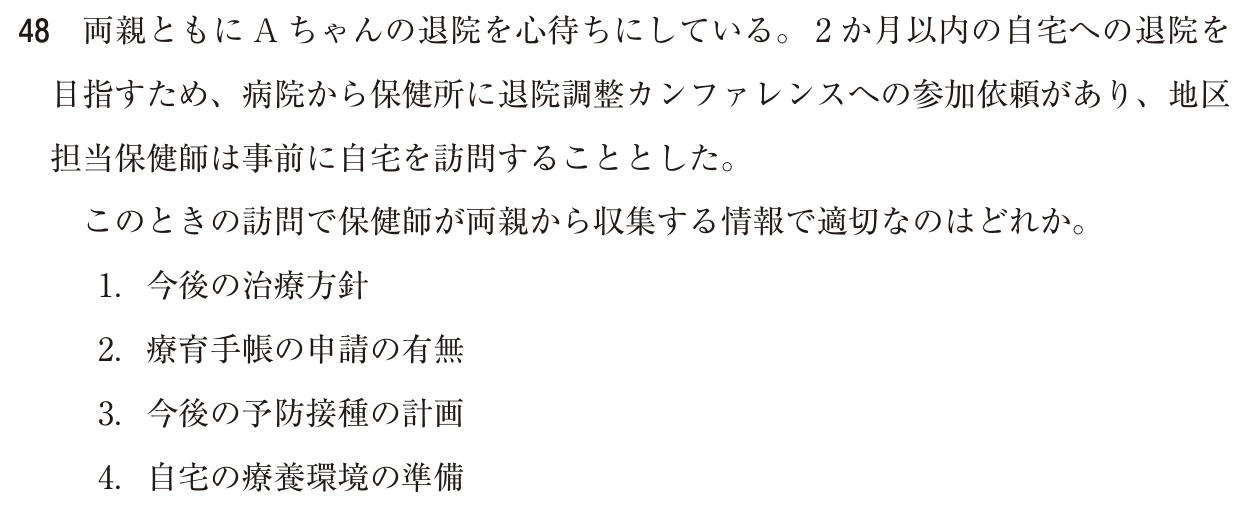 48 両親ともに A ちゃんの退院を心待ちにしている。2 か月以内の自宅への退院を
目指すため、病院から保健所に退院調整カンファレンスへの参加依頼があり、地区
担当保健師は事前に自宅を訪問することとした。
このときの訪問で保健師が両親から収集する情報で適切なのはどれか。
1. 今後の治療方針
2. 療育手帳の申請の有無
3. 今後の予防接種の計画
4. 自宅の療養環境の準備